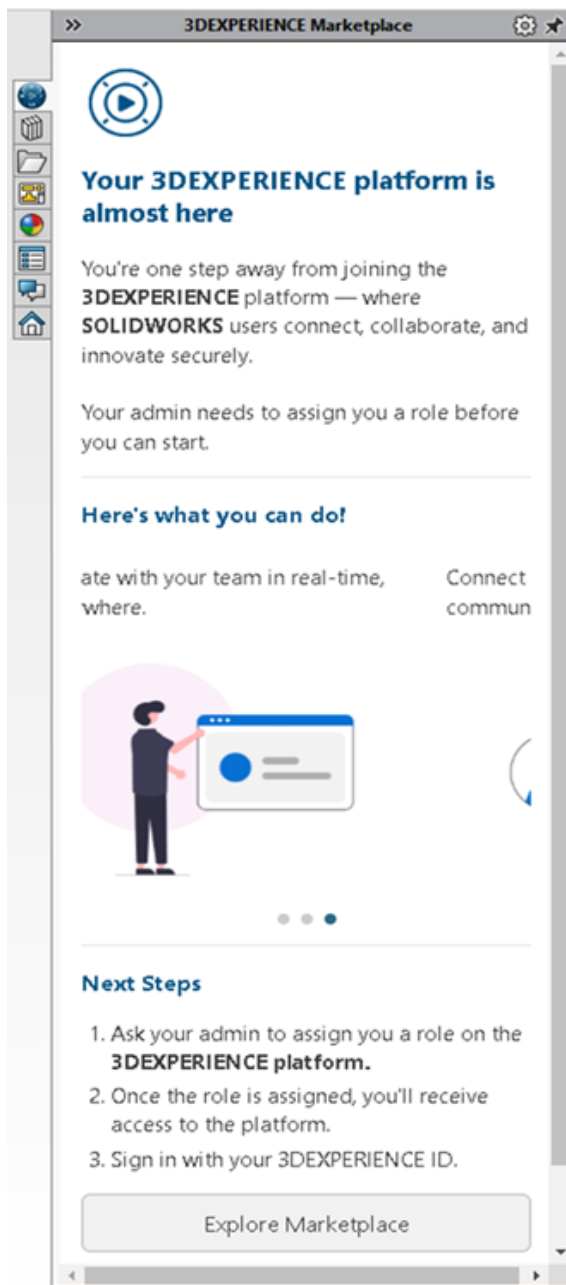 3DEXPERIENCE Marketplace
Your 3DEXPERIENCE platform is
almost here
You're one step away from joining the
3DEXPERIENCE platform — where
SOLIDWORKS users connect, collaborate, and
innovate securely.
Your admin needs to assign you a role before
you can start.
Here's what you can do!
ate with your team in real-time,
where.
Connect
commun
Next Steps
1. Ask your admin to assign you a role on the
3DEXPERIENCE platform.
2. Once the role is assigned, you'll receive
access to the platform.
3. Sign in with your 3DEXPERIENCE ID.
Explore Marketplace